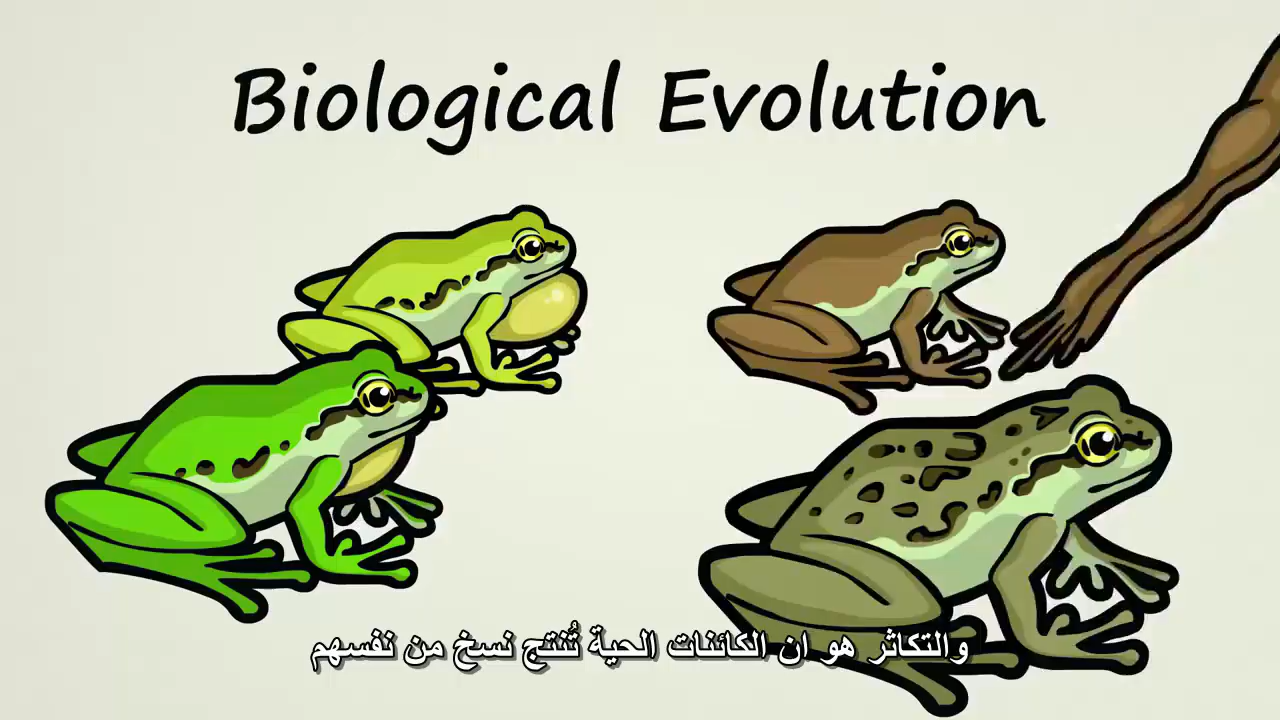 Biological Evolution
والتكاثر هو ان الكائنات الحية تُنتج نسخ من نفسهم